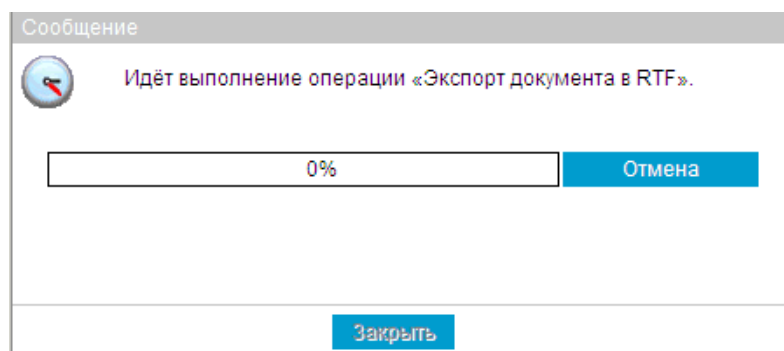 Сообщение
Идёт выполнение операции «Экспорт документа в RTF».
0%
Отмена
Закрыть